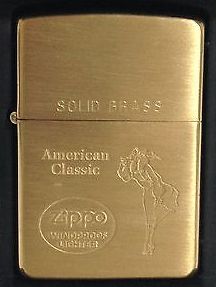 SOLID BRASS
American
Classic
Zippo
WINDPROOF
LIGHTER